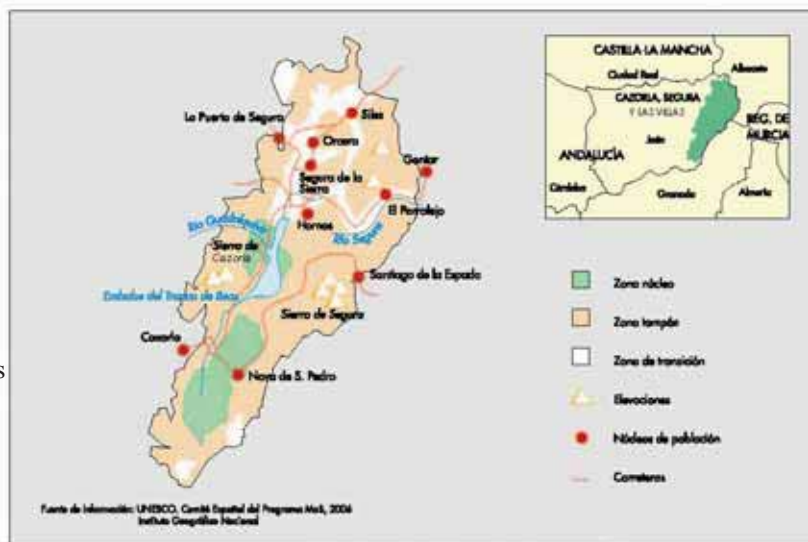 La Puerta de Segura
Siles
Orcera
Segura de la
Sierra
Hornos
Río Guadalquivir
Río Segura
Sierra de
Cazorla
Embalse del Tranco de Beas
Santiago de la Espada
Sierra de Segura
Cazorla
Nava de S. Pedro
s
Fuente de Información: UNESCO, Comité Español del Programa MaB, 2006
Instituto Geográfico Nacional
CASTILLA-LA MANCHA
Ciudad Real
Albacete
CAZORLA, SEGURA
Y LAS VILLAS
REG. DE
MURCIA
Jaén
ANDALUCÍA
Córdoba
Granada
Almería
Zona núcleo
Zona tampón
Zona de transición
Elevaciones
Núcleos de población
Carreteras